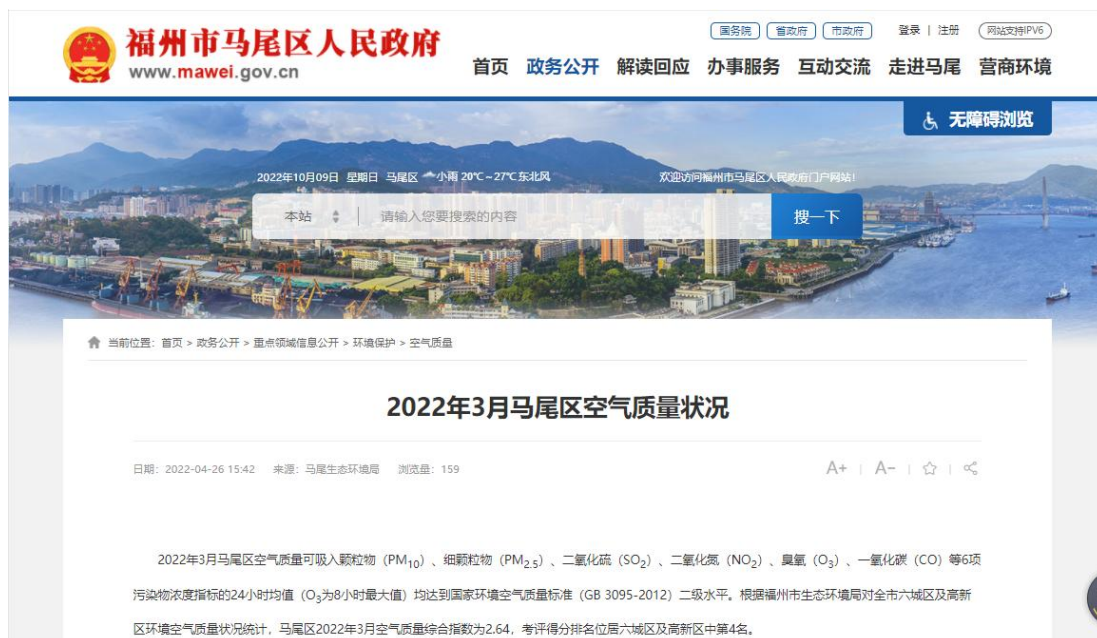 福州市马尾区人民政府
www.mawei.gov.cn
国务院 省政府 市政府 登录 | 注册 网站支持IPV6
首页 政务公开 解读回应 办事服务 互动交流 走进马尾 营商环境
无障碍浏览
2022年10月09日 星期日 马尾区 小雨 20℃~27℃ 东北风 欢迎访问福州市马尾区人民政府门户网站!
本站 请输入您要搜索的内容 搜一下
当前位置: 首页 > 政务公开 > 重点领域信息公开 > 环境保护 > 空气质量
2022年3月马尾区空气质量状况
日期: 2022-04-26 15:42 来源: 马尾生态环境局 浏览量: 159 A+ | A- |
2022年3月马尾区空气质量可吸入颗粒物（PM10）、细颗粒物（PM2.5）、二氧化硫（SO2）、二氧化氮（NO2）、臭氧（O3）、一氧化碳（CO）等6项
污染物浓度指标的24小时均值（O3为8小时最大值）均达到国家环境空气质量标准（GB 3095-2012）二级水平。根据福州市生态环境局对全市六城区及高新
区环境空气质量状况统计，马尾区2022年3月空气质量综合指数为2.64，考评得分排名位居六城区及高新区中第4名。